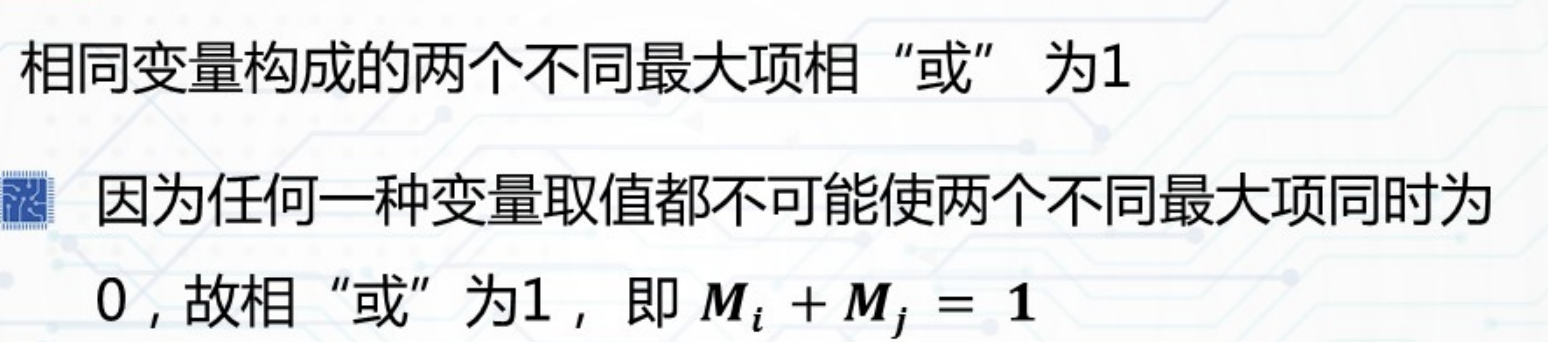 相同变量构成的两个不同最大项相“或” 为1
因为任何一种变量取值都不可能使两个不同最大项同时为
0，故相“或”为1， 即 Mᵢ + Mⱼ = 1